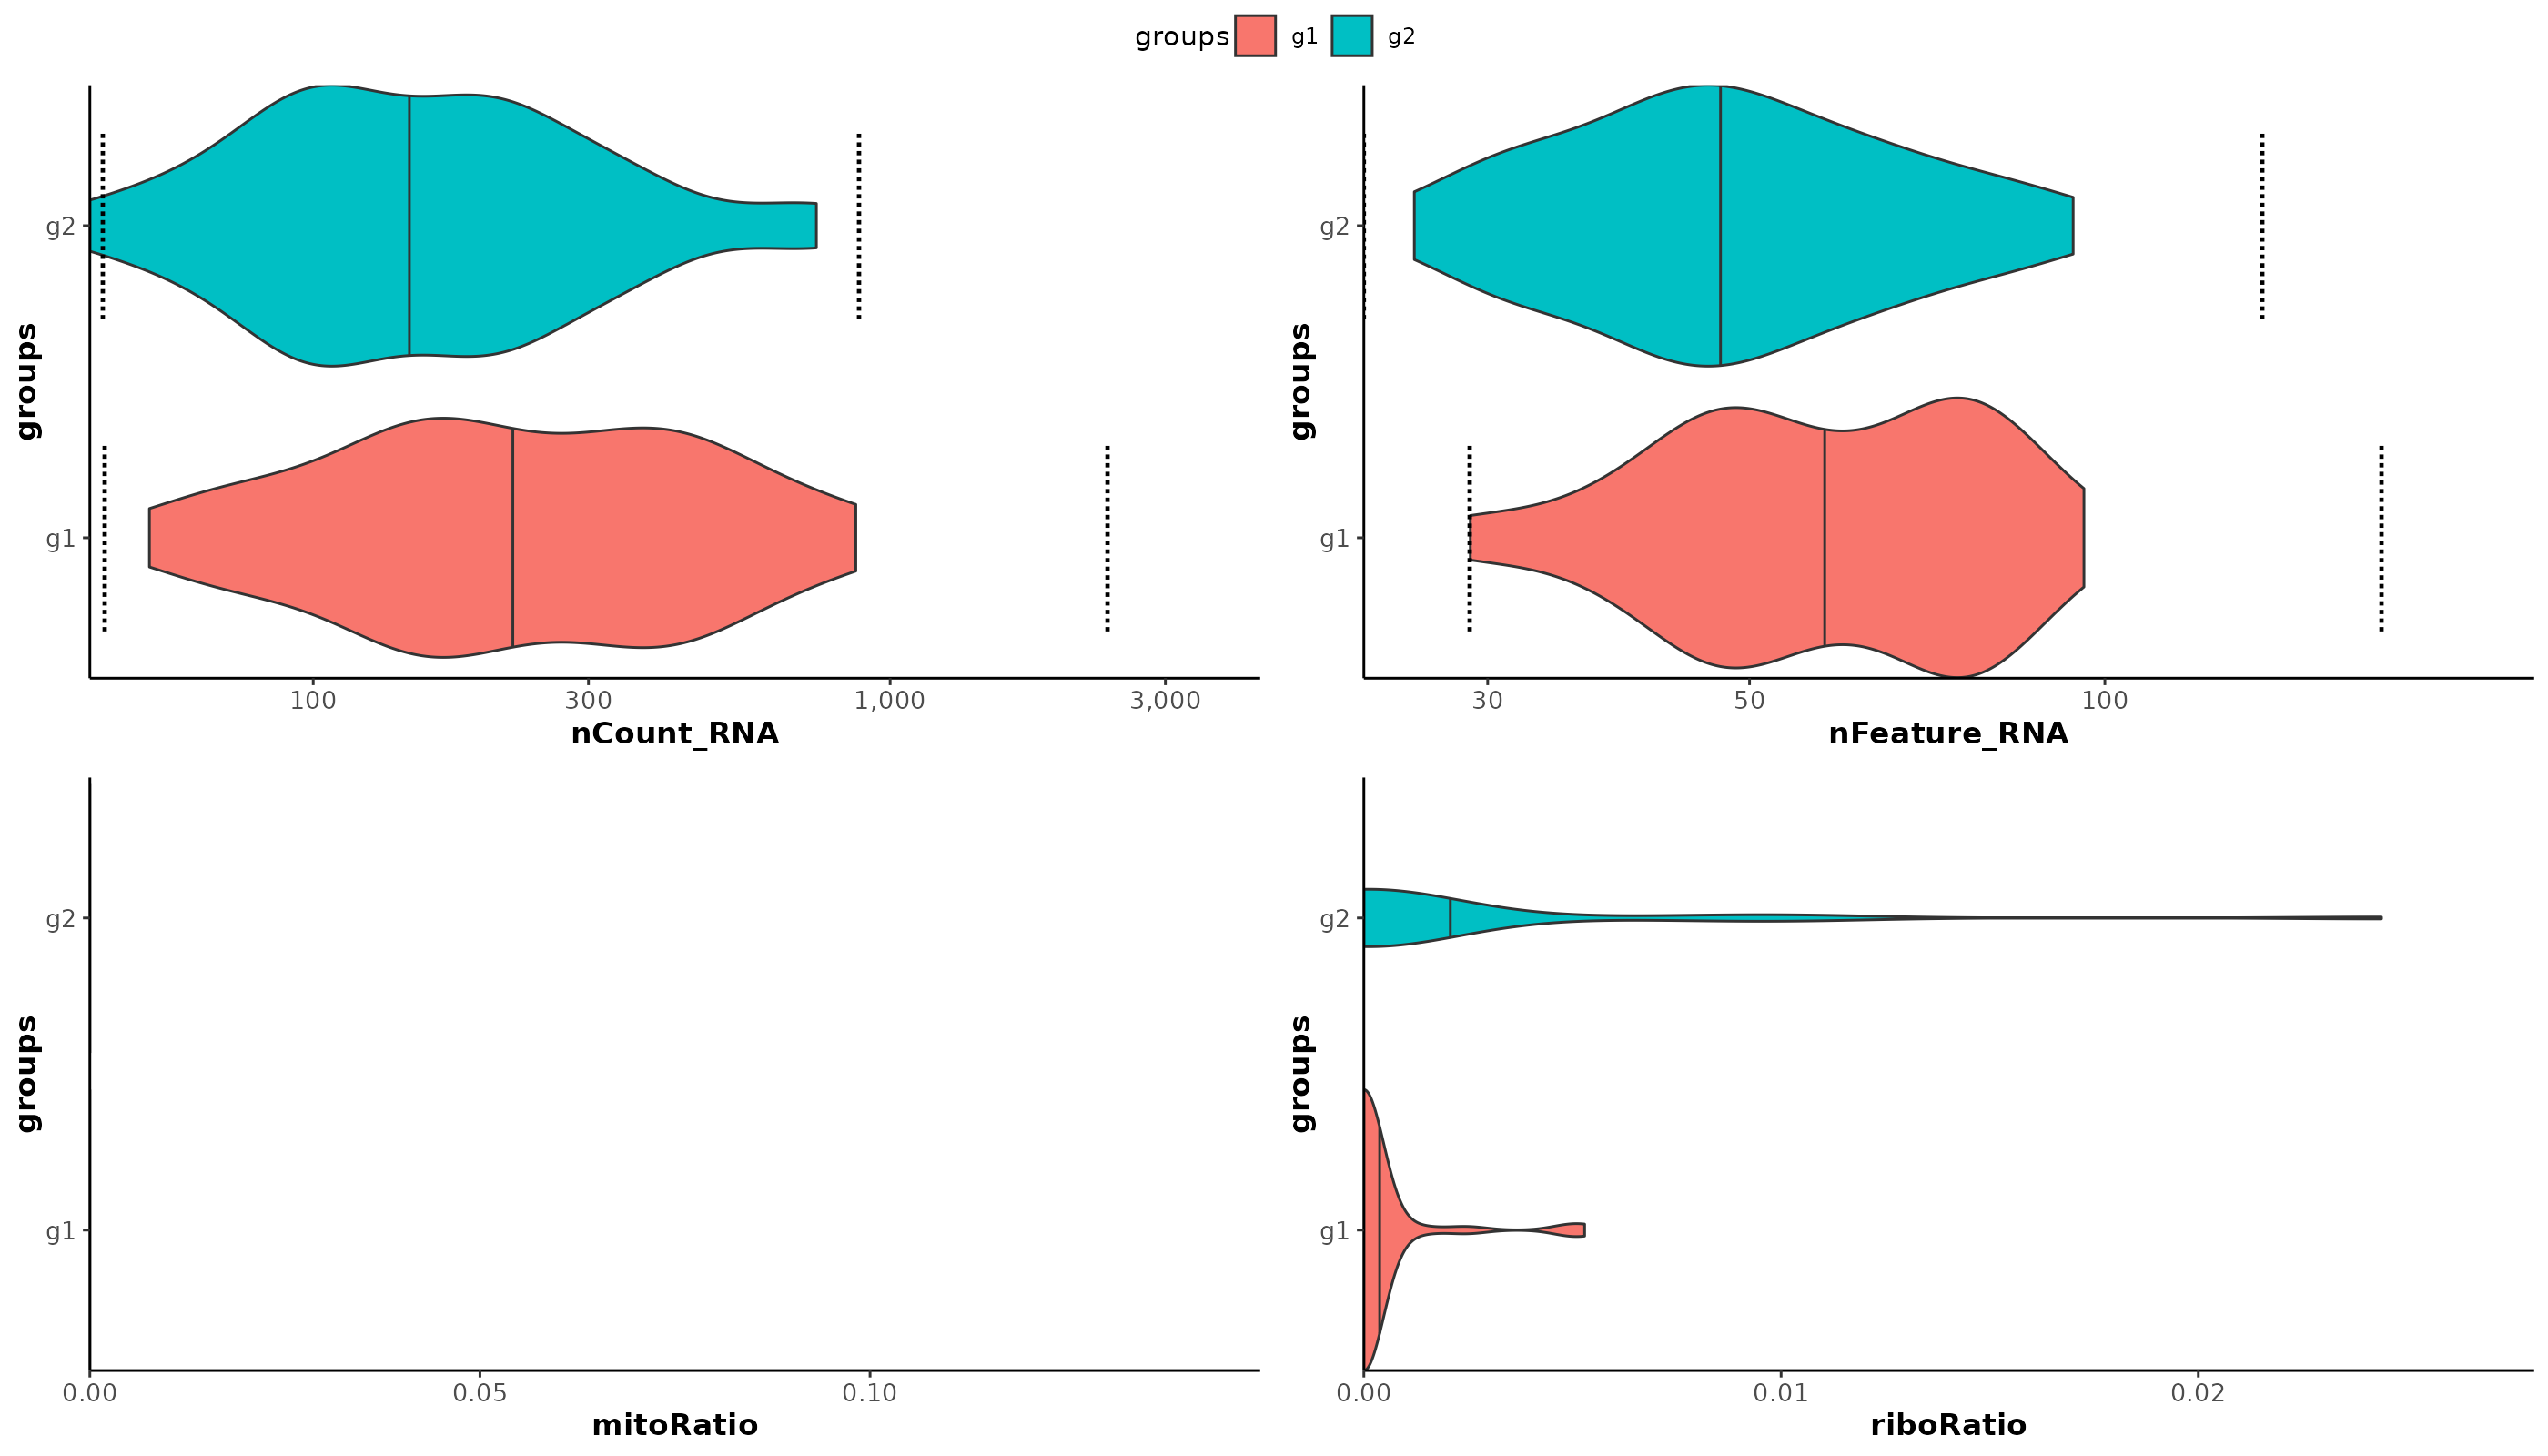 groups g1 g2
groups
g2
g1
100 300 1,000 3,000
nCount_RNA
groups
g2
g1
30 50 100
nFeature_RNA
groups
g2
g1
0.00 0.05 0.10
mitoRatio
groups
g2
g1
0.00 0.01 0.02
riboRatio